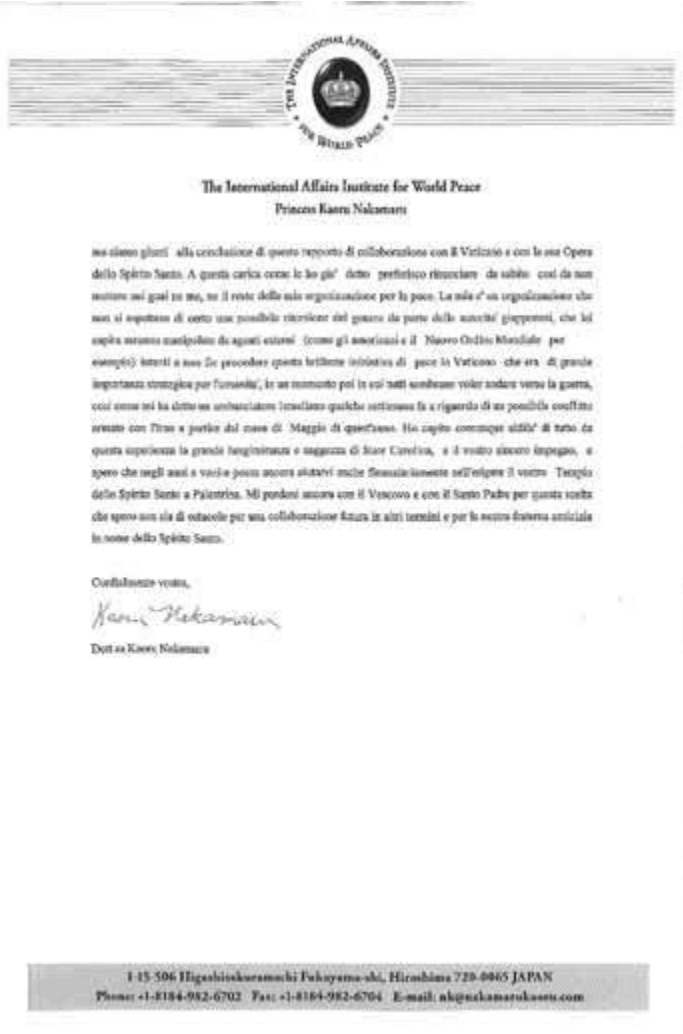 THE INTERNATIONAL AFFAIRS INSTITUTE
FOR WORLD PEACE
The International Affairs Institute for World Peace
Princess Kaoru Nakamaru
alla conclusione di questo rapporto di collaborazione con il Vaticano e con la sua Opera
dello Spirito Santo. A questa carica come le ho gia' detto preferisco rinunciare da subito cosi da non
mettere nei guai ne me, ne il resto della mia organizzazione per la pace. La mia e' un organizzazione che
non si aspettava di certo una possibile ritorsione del genere da parte delle autorita' giapponesi, che lei
capira saranno manipolate da agenti esterni (come gli americani e il Nuovo Ordine Mondiale per
esempio) intenti a non far procedere questa brillante iniziativa di pace in Vaticano che era di grande
importanza strategica per l'umanita', in un momento poi in cui tutti sembrano voler andare verso la guerra,
cosi come mi ha detto un ambasciatore Israeliano qualche settimana fa a riguardo di un possibile conflitto
armato con l'Iran a partire dal mese di Maggio di quest'anno. Ho capito comunque di tutto da
questa esperienza la grande lungimiranza e saggezza di Suor Carolina, e il vostro sincero impegno, e
spero che negli anni a venire possa ancora aiutarvi anche finanziariamente nell'erigere il vostro Tempio
dello Spirito Santo a Palestrina. Mi perdoni ancora con il Vescovo e con il Santo Padre per questa scelta
che spero non sia di ostacolo per una collaborazione futura in altri termini e per la nostra fraterna amicizia
in nome dello Spirito Santo.
Cordialmente vostra,
Kaoru Nakamaru
Dott.sa Kaoru Nakamaru
1-15-506 Higashisakuramachi Fukuyama-shi, Hiroshima 720-0065 JAPAN
Phone: +1-8184-982-6702 Fax: +1-8184-982-6704 E-mail: nk@nakamarukaoru.com